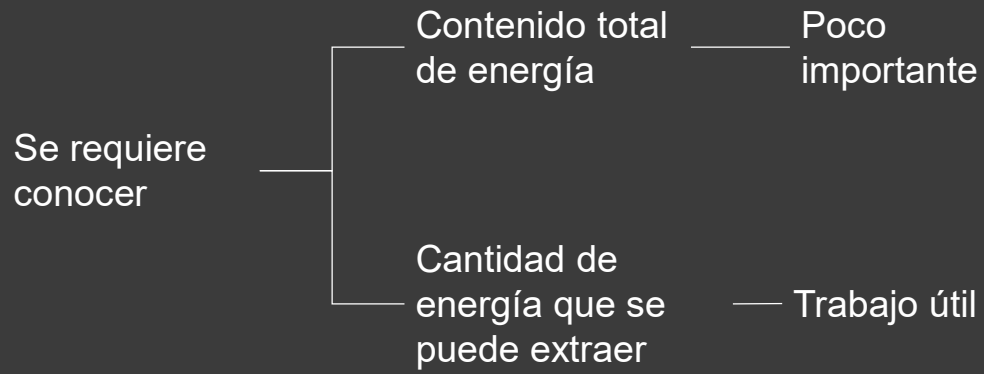 Se requiere
conocer
Contenido total
de energía
Poco
importante
Cantidad de
energía que se
puede extraer
Trabajo útil